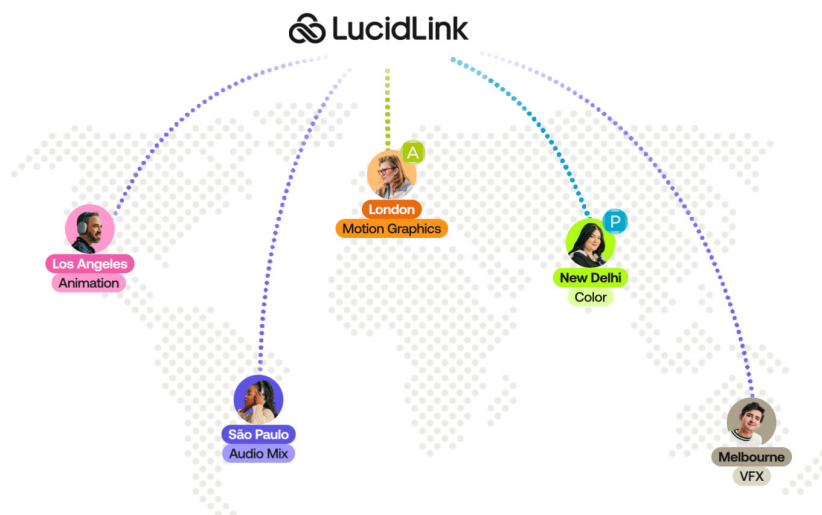 LucidLink
A
London
Motion Graphics
P
Los Angeles
Animation
New Delhi
Color
São Paulo
Audio Mix
Melbourne
VFX